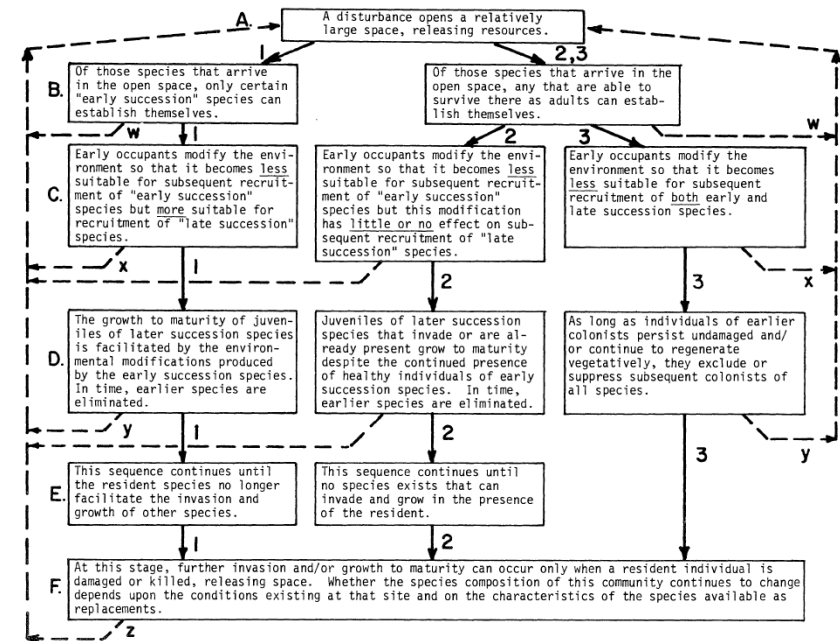 A.
A disturbance opens a relatively
large space, releasing resources.
1
2,3
B.
Of those species that arrive
in the open space, only certain
"early succession" species can
establish themselves.
Of those species that arrive in the
open space, any that are able to
survive there as adults can estab-
lish themselves.
w
1
2
3
w
C.
Early occupants modify the envi-
ronment so that it becomes less
suitable for subsequent recruit-
ment of "early succession"
species but more suitable for
recruitment of "late succession"
species.
Early occupants modify the en-
vironment so that it becomes less
suitable for subsequent recruit-
ment of "early succession"
species but this modification
has little or no effect on sub-
sequent recruitment of "late
succession" species.
Early occupants modify the
environment so that it becomes
less suitable for subsequent
recruitment of both early and
late succession species.
x
1
2
3
x
D.
The growth to maturity of juve-
niles of later succession species
is facilitated by the environ-
mental modifications produced
by the early succession species.
In time, earlier species are
eliminated.
Juveniles of later succession
species that invade or are al-
ready present grow to maturity
despite the continued presence
of healthy individuals of early
succession species. In time,
earlier species are eliminated.
As long as individuals of earlier
colonists persist undamaged and/
or continue to regenerate
vegetatively, they exclude or
suppress subsequent colonists of
all species.
y
1
2
3
y
E.
This sequence continues until
the resident species no longer
facilitate the invasion and
growth of other species.
This sequence continues until
no species exists that can
invade and grow in the presence
of the resident.
1
2
F.
At this stage, further invasion and/or growth to maturity can occur only when a resident individual is
damaged or killed, releasing space. Whether the species composition of this community continues to change
depends upon the conditions existing at that site and on the characteristics of the species available as
replacements.
z